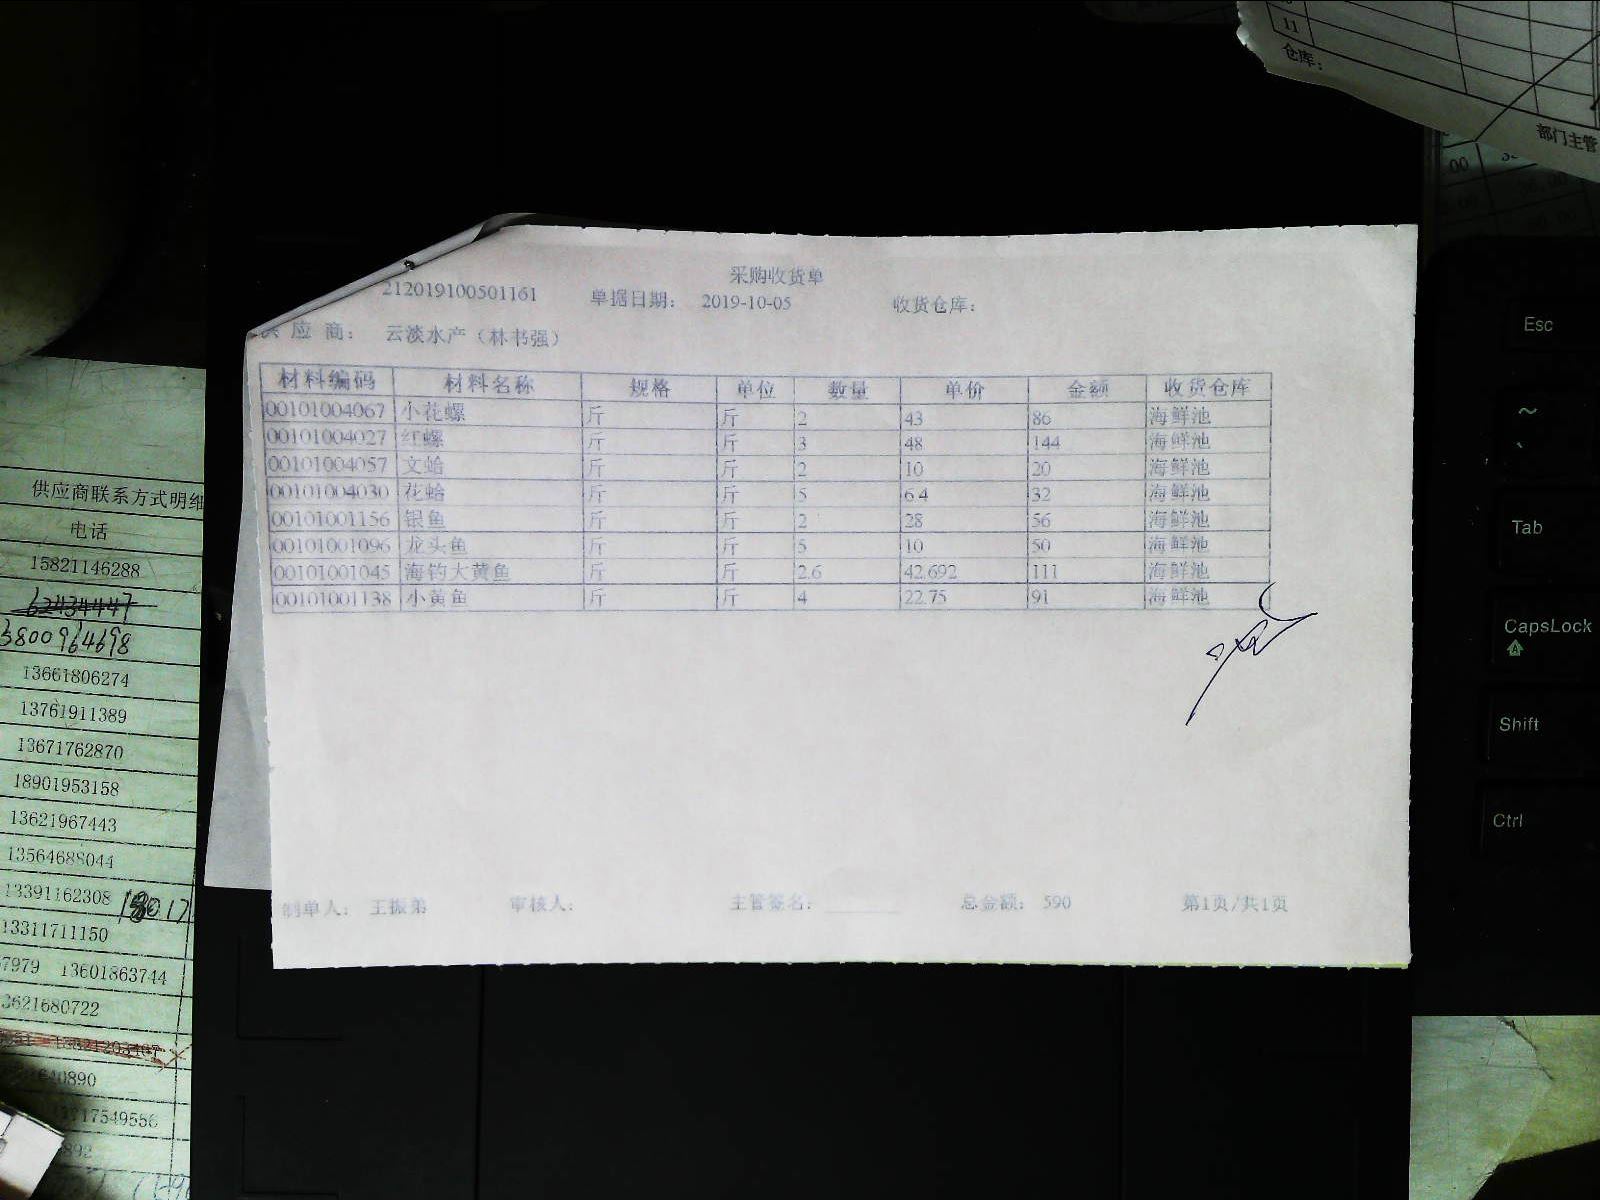 11
仓库:
部门主管
00
采购收货单
212019100501161 单据日期: 2019-10-05 收货仓库:
供 应 商: 云淡水产（林书强）
材料编码 材料名称 规格 单位 数量 单价 金额 收货仓库
00101004067 小花螺 斤 斤 2 43 86 海鲜池
00101004027 红螺 斤 斤 3 48 144 海鲜池
00101004057 文蛤 斤 斤 2 10 20 海鲜池
00101004030 花蛤 斤 斤 5 6.4 32 海鲜池
00101001156 银鱼 斤 斤 2 28 56 海鲜池
00101001096 龙头鱼 斤 斤 5 10 50 海鲜池
00101001045 海钓大黄鱼 斤 斤 2.6 42.692 111 海鲜池
00101001138 小黄鱼 斤 斤 4 22.75 91 海鲜池
制单人: 王振弟 审核人: 主管签名: 总金额: 590 第1页/共1页
供应商联系方式明细
电话
15821146288
62434447
3800964698
13661806274
13761911389
13671762870
18901953158
13621967443
13564688044
13391162308
13311711150
7979 13601863744
3621680722
13621203407
640890
13717549556
892
Esc
~
Tab
CapsLock
A
Shift
Ctrl